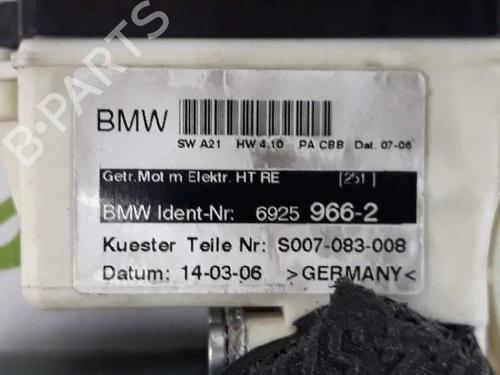 BMW
SW A21 HW 4.10 PA CBB Dat. 07-06
Getr.Mot m Elektr. HT RE [251]
BMW Ident-Nr: 6925 966-2
Kuester Teile Nr: S007-083-008
Datum: 14-03-06 >GERMANY<
B-PARTS